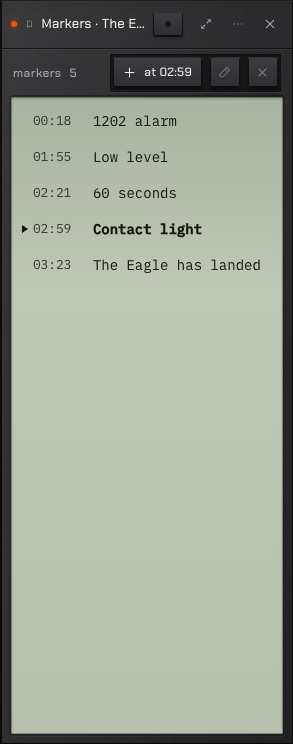 Markers · The E...
markers 5
+ at 02:59
00:18 1202 alarm
01:55 Low level
02:21 60 seconds
02:59 Contact light
03:23 The Eagle has landed